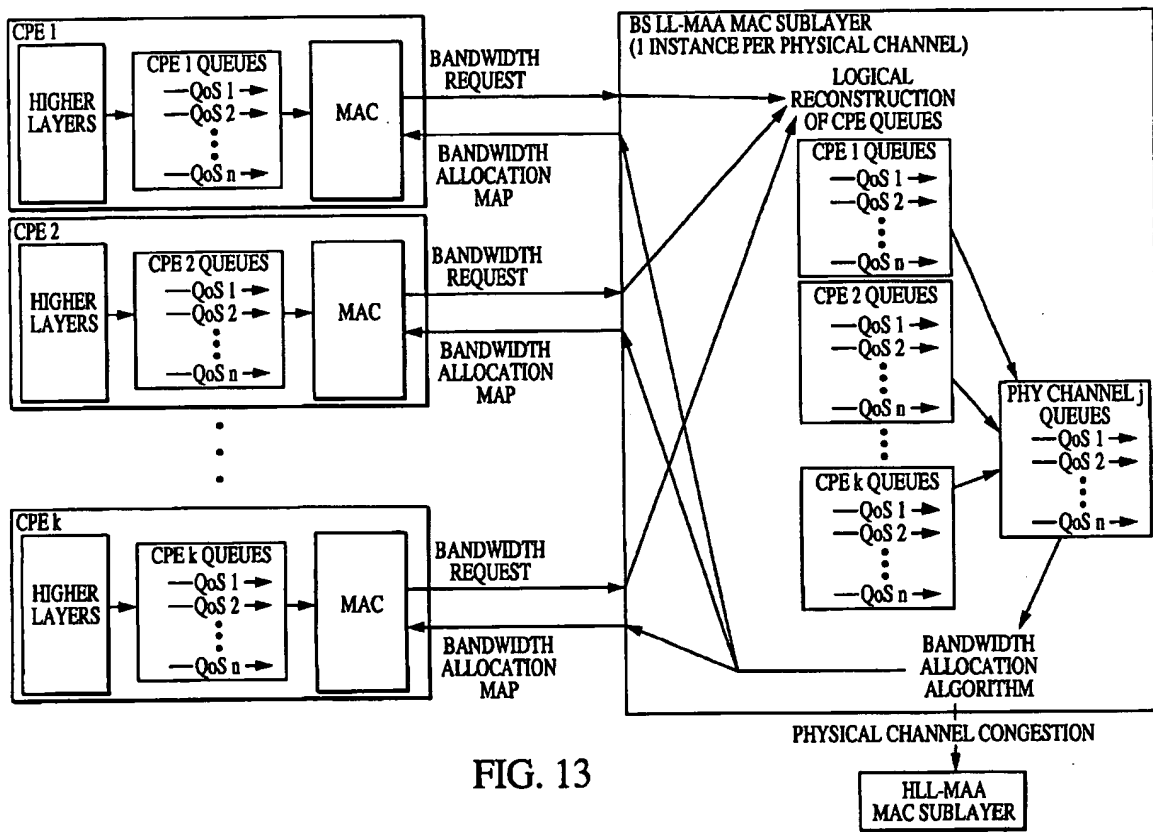 CPE 1
HIGHER
LAYERS
CPE 1 QUEUES
QoS 1
QoS 2
QoS n
MAC
BANDWIDTH
REQUEST
BANDWIDTH
ALLOCATION
MAP
CPE 2
HIGHER
LAYERS
CPE 2 QUEUES
QoS 1
QoS 2
QoS n
MAC
BANDWIDTH
REQUEST
BANDWIDTH
ALLOCATION
MAP
CPE k
HIGHER
LAYERS
CPE k QUEUES
QoS 1
QoS 2
QoS n
MAC
BANDWIDTH
REQUEST
BANDWIDTH
ALLOCATION
MAP
BS LL-MAA MAC SUBLAYER
(1 INSTANCE PER PHYSICAL CHANNEL)
LOGICAL
RECONSTRUCTION
OF CPE QUEUES
CPE 1 QUEUES
QoS 1
QoS 2
QoS n
CPE 2 QUEUES
QoS 1
QoS 2
QoS n
CPE k QUEUES
QoS 1
QoS 2
QoS n
PHY CHANNEL j
QUEUES
QoS 1
QoS 2
QoS n
BANDWIDTH
ALLOCATION
ALGORITHM
PHYSICAL CHANNEL CONGESTION
HLL-MAA
MAC SUBLAYER
FIG. 13